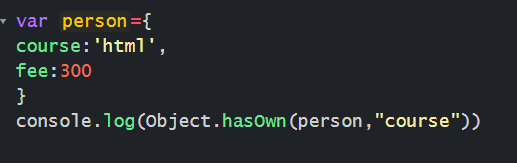 var person={
course:'html',
fee:300
}
console.log(Object.hasOwn(person,"course"))